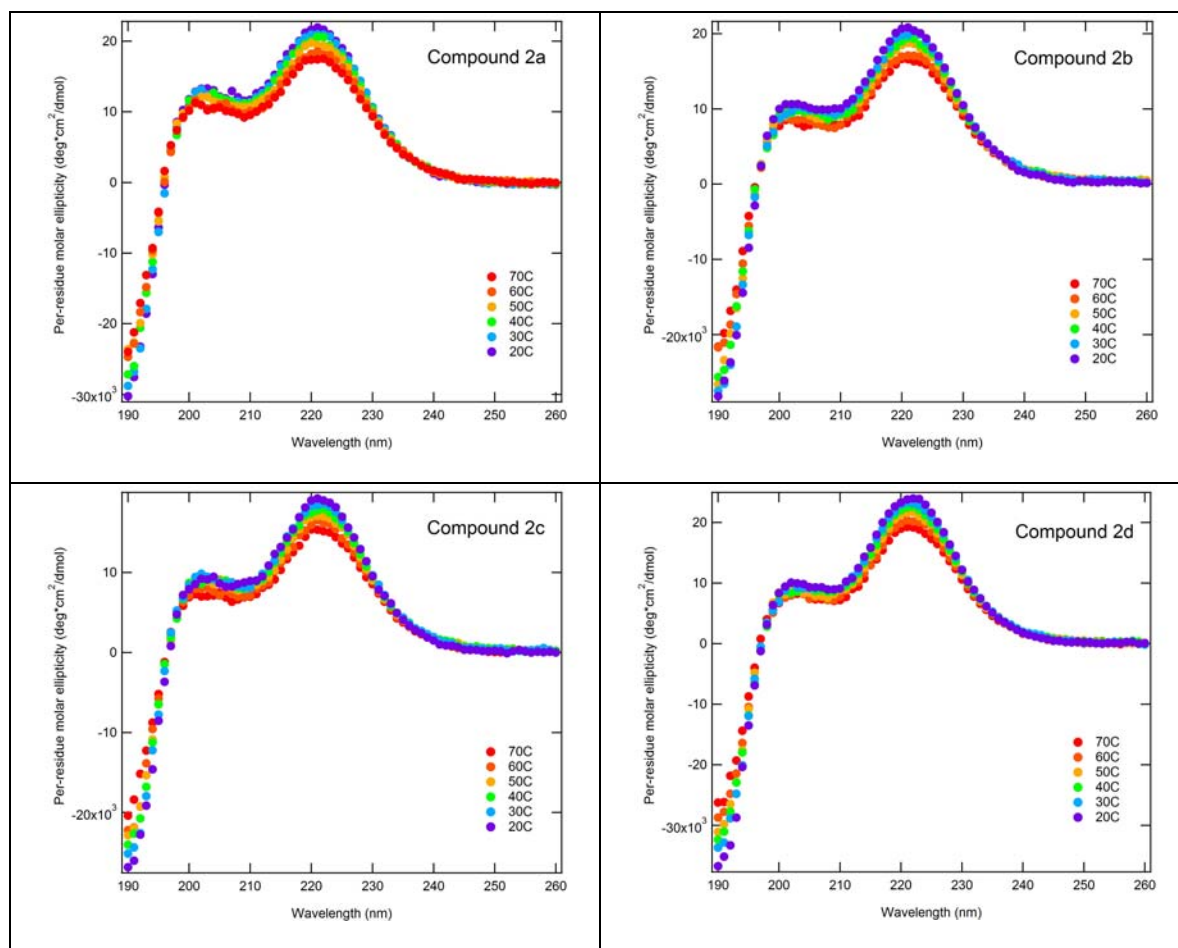 Compound 2a
Per-residue molar ellipticity (deg*cm²/dmol)
20
10
0
-10
-20
-30x10³
70C
60C
50C
40C
30C
20C
190 200 210 220 230 240 250 260
Wavelength (nm)
Compound 2b
Per-residue molar ellipticity (deg*cm²/dmol)
20
10
0
-10
-20x10³
70C
60C
50C
40C
30C
20C
190 200 210 220 230 240 250 260
Wavelength (nm)
Compound 2c
Per-residue molar ellipticity (deg*cm²/dmol)
10
0
-10
-20x10³
70C
60C
50C
40C
30C
20C
190 200 210 220 230 240 250 260
Wavelength (nm)
Compound 2d
Per-residue molar ellipticity (deg*cm²/dmol)
20
10
0
-10
-20
-30x10³
70C
60C
50C
40C
30C
20C
190 200 210 220 230 240 250 260
Wavelength (nm)